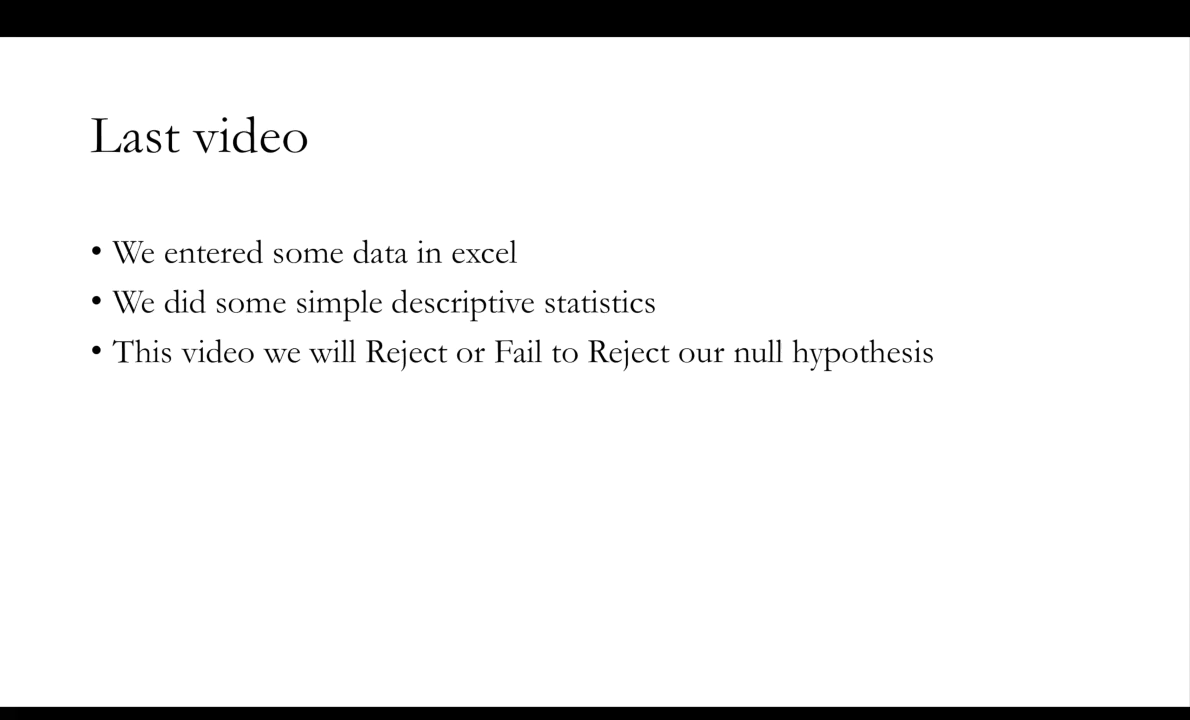 Last video
• We entered some data in excel
• We did some simple descriptive statistics
• This video we will Reject or Fail to Reject our null hypothesis